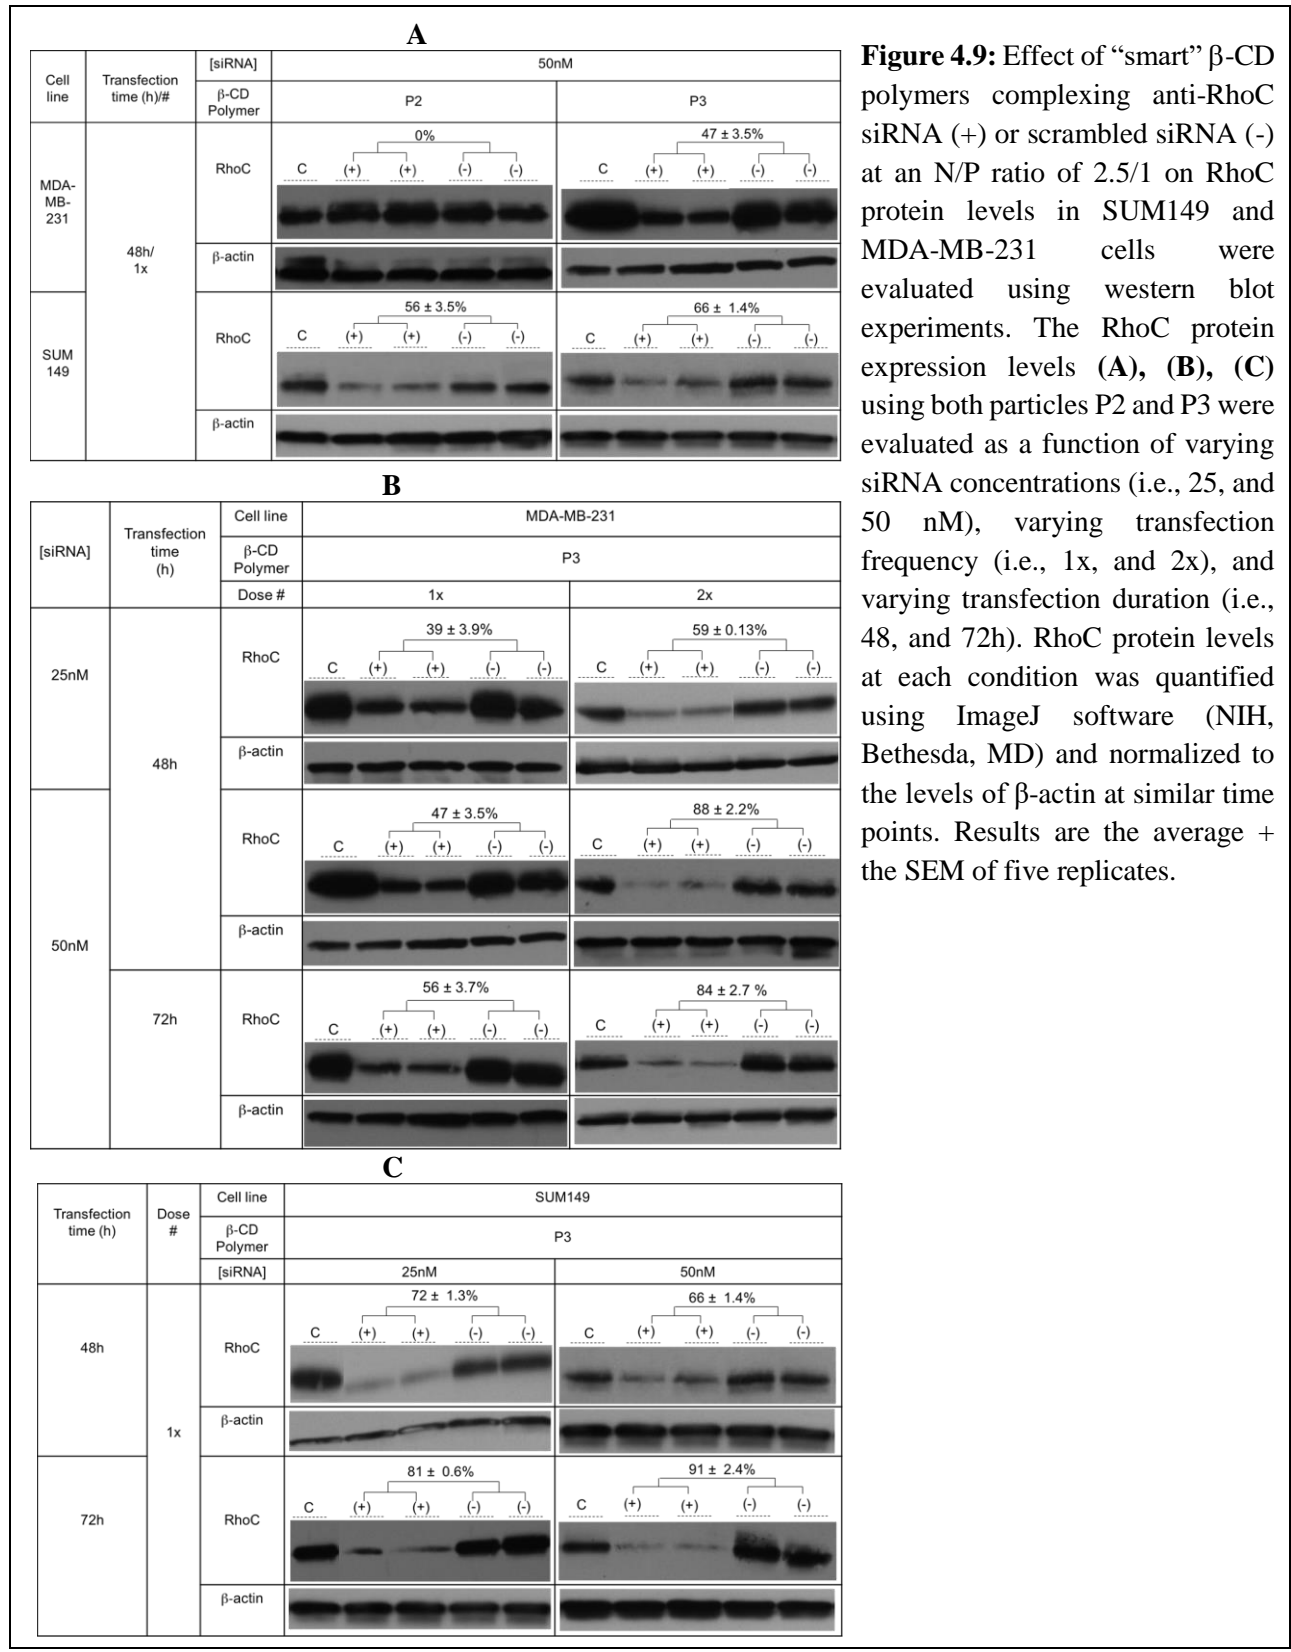 A
Cell line
Transfection time (h)/#
[siRNA]
50nM
β-CD Polymer
P2
P3
MDA-MB-231
48h/ 1x
RhoC
0%
C (+) (+) (-) (-)
47 ± 3.5%
C (+) (+) (-) (-)
β-actin
SUM 149
RhoC
56 ± 3.5%
C (+) (+) (-) (-)
66 ± 1.4%
C (+) (+) (-) (-)
β-actin
B
[siRNA]
Transfection time (h)
Cell line
MDA-MB-231
β-CD Polymer
P3
Dose #
1x
2x
25nM
48h
RhoC
39 ± 3.9%
C (+) (+) (-) (-)
59 ± 0.13%
C (+) (+) (-) (-)
β-actin
50nM
RhoC
47 ± 3.5%
C (+) (+) (-) (-)
88 ± 2.2%
C (+) (+) (-) (-)
β-actin
72h
RhoC
56 ± 3.7%
C (+) (+) (-) (-)
84 ± 2.7 %
C (+) (+) (-) (-)
β-actin
C
Transfection time (h)
Dose #
Cell line
SUM149
β-CD Polymer
P3
[siRNA]
25nM
50nM
48h
1x
RhoC
72 ± 1.3%
C (+) (+) (-) (-)
66 ± 1.4%
C (+) (+) (-) (-)
β-actin
72h
RhoC
81 ± 0.6%
C (+) (+) (-) (-)
91 ± 2.4%
C (+) (+) (-) (-)
β-actin
Figure 4.9: Effect of “smart” β-CD
polymers complexing anti-RhoC
siRNA (+) or scrambled siRNA (-)
at an N/P ratio of 2.5/1 on RhoC
protein levels in SUM149 and
MDA-MB-231 cells were
evaluated using western blot
experiments. The RhoC protein
expression levels (A), (B), (C)
using both particles P2 and P3 were
evaluated as a function of varying
siRNA concentrations (i.e., 25, and
50 nM), varying transfection
frequency (i.e., 1x, and 2x), and
varying transfection duration (i.e.,
48, and 72h). RhoC protein levels
at each condition was quantified
using ImageJ software (NIH,
Bethesda, MD) and normalized to
the levels of β-actin at similar time
points. Results are the average +
the SEM of five replicates.